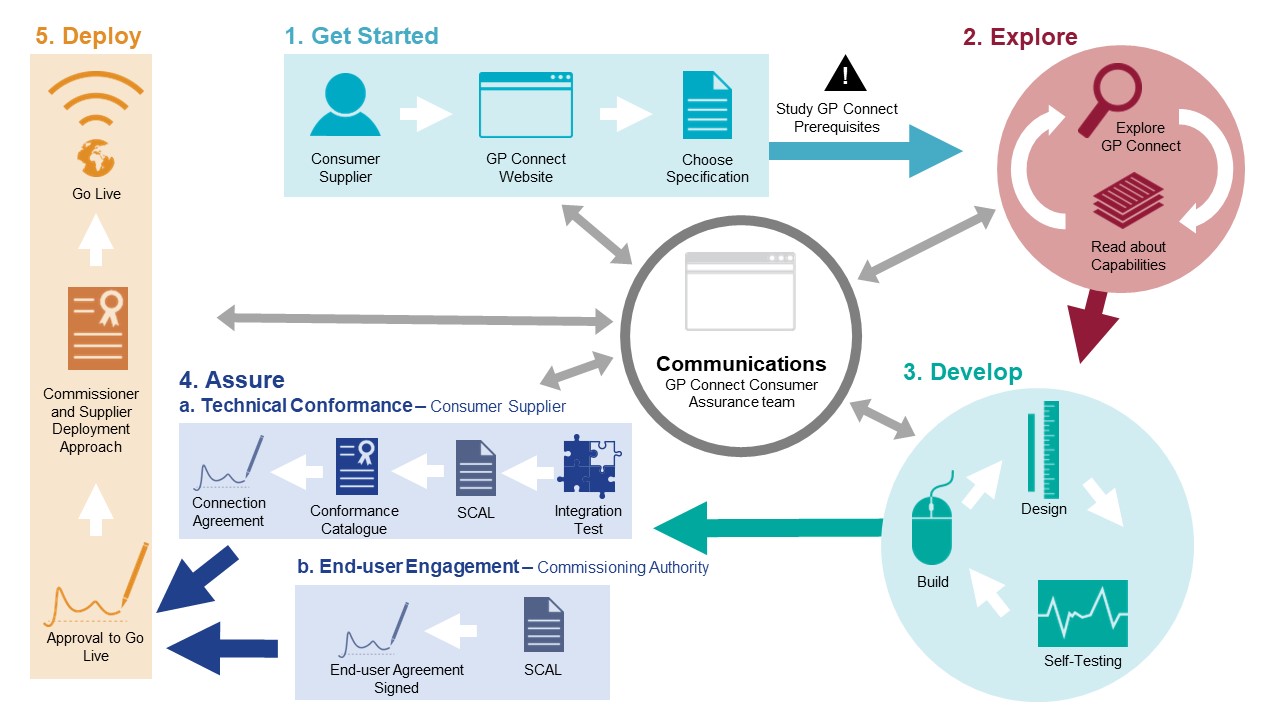 5. Deploy
Go Live
Commissioner
and Supplier
Deployment
Approach
Approval to Go
Live
1. Get Started
Consumer
Supplier
GP Connect
Website
Choose
Specification
!
Study GP Connect
Prerequisites
2. Explore
Explore
GP Connect
Read about
Capabilities
Communications
GP Connect Consumer
Assurance team
3. Develop
Design
Build
Self-Testing
4. Assure
a. Technical Conformance – Consumer Supplier
Connection
Agreement
Conformance
Catalogue
SCAL
Integration
Test
b. End-user Engagement – Commissioning Authority
End-user Agreement
Signed
SCAL